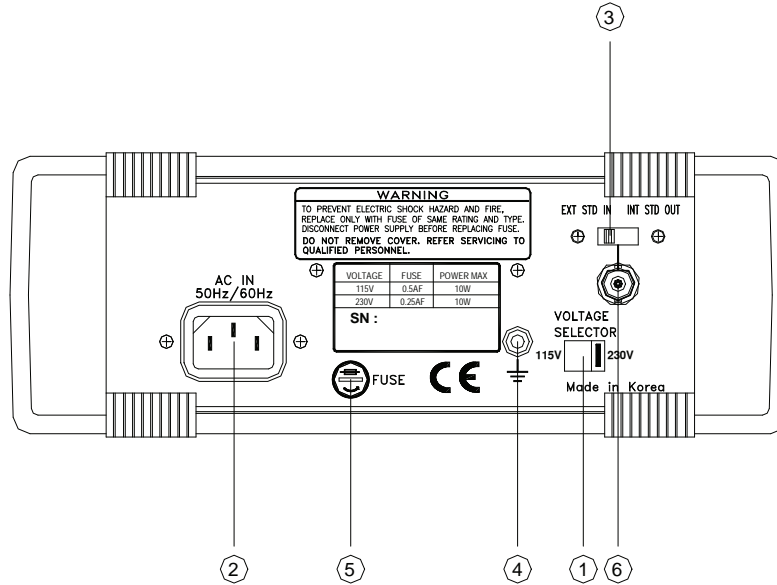 3
WARNING
TO PREVENT ELECTRIC SHOCK HAZARD AND FIRE,
REPLACE ONLY WITH FUSE OF SAME RATING AND TYPE.
DISCONNECT POWER SUPPLY BEFORE REPLACING FUSE.
DO NOT REMOVE COVER. REFER SERVICING TO
QUALIFIED PERSONNEL.
EXT STD IN INT STD OUT
AC IN
50Hz/60Hz
VOLTAGE FUSE POWER MAX
115V 0.5AF 10W
230V 0.25AF 10W
SN :
VOLTAGE
SELECTOR
115V 230V
FUSE
CE
Made in Korea
2 5 4 1 6